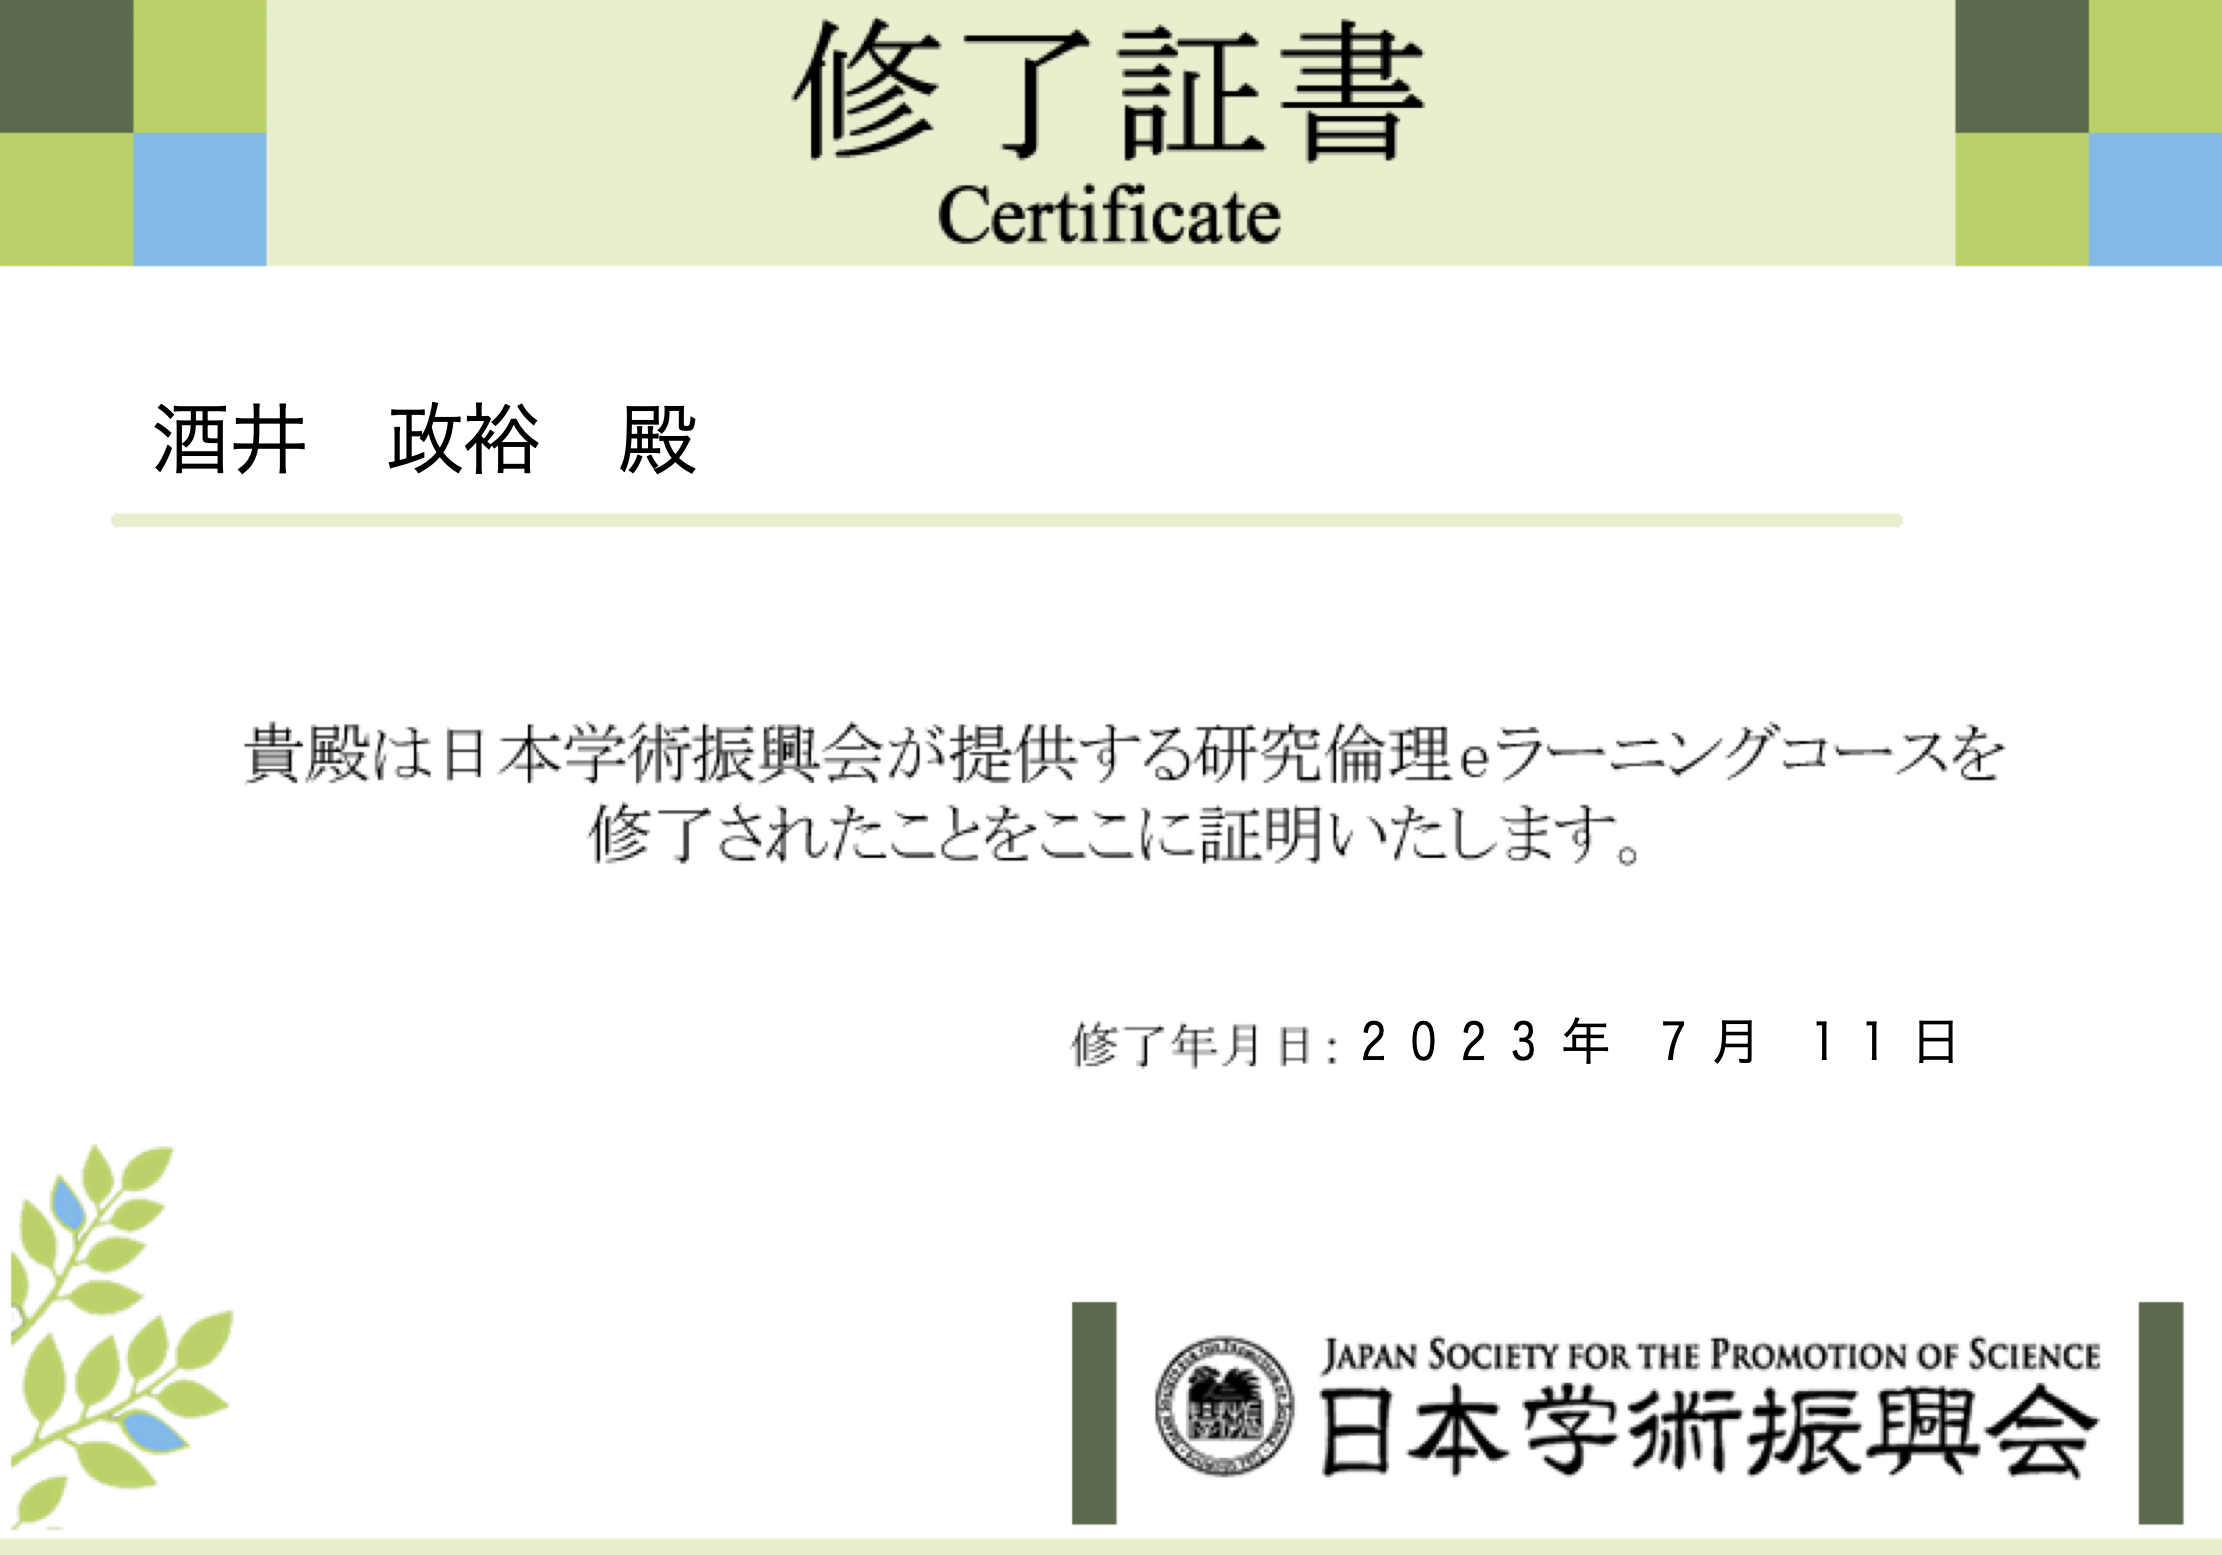 修了証書
Certificate
酒井　政裕　殿
貴殿は日本学術振興会が提供する研究倫理eラーニングコースを
修了されたことをここに証明いたします。
修了年月日:２０２３年　７月　１１日
JAPAN SOCIETY FOR THE PROMOTION OF SCIENCE
日本学術振興会